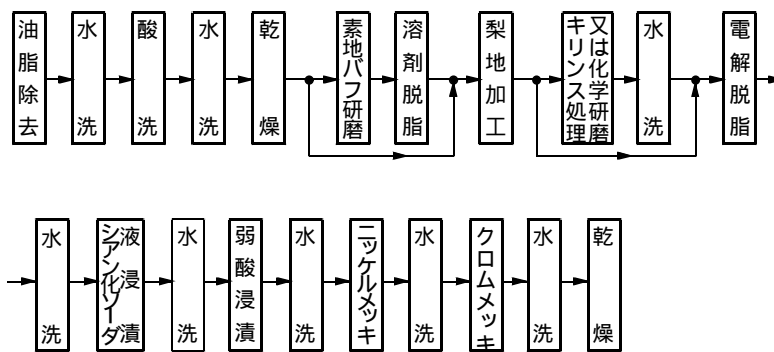 油脂除去
水洗
酸洗
水洗
乾燥
素地バフ研磨
溶剤脱脂
梨地加工
又は化学研磨
キリンス処理
水洗
電解脱脂
水洗
シアン化ソーダ
液浸漬
水洗
弱酸浸漬
水洗
ニッケルメッキ
水洗
クロムメッキ
水洗
乾燥